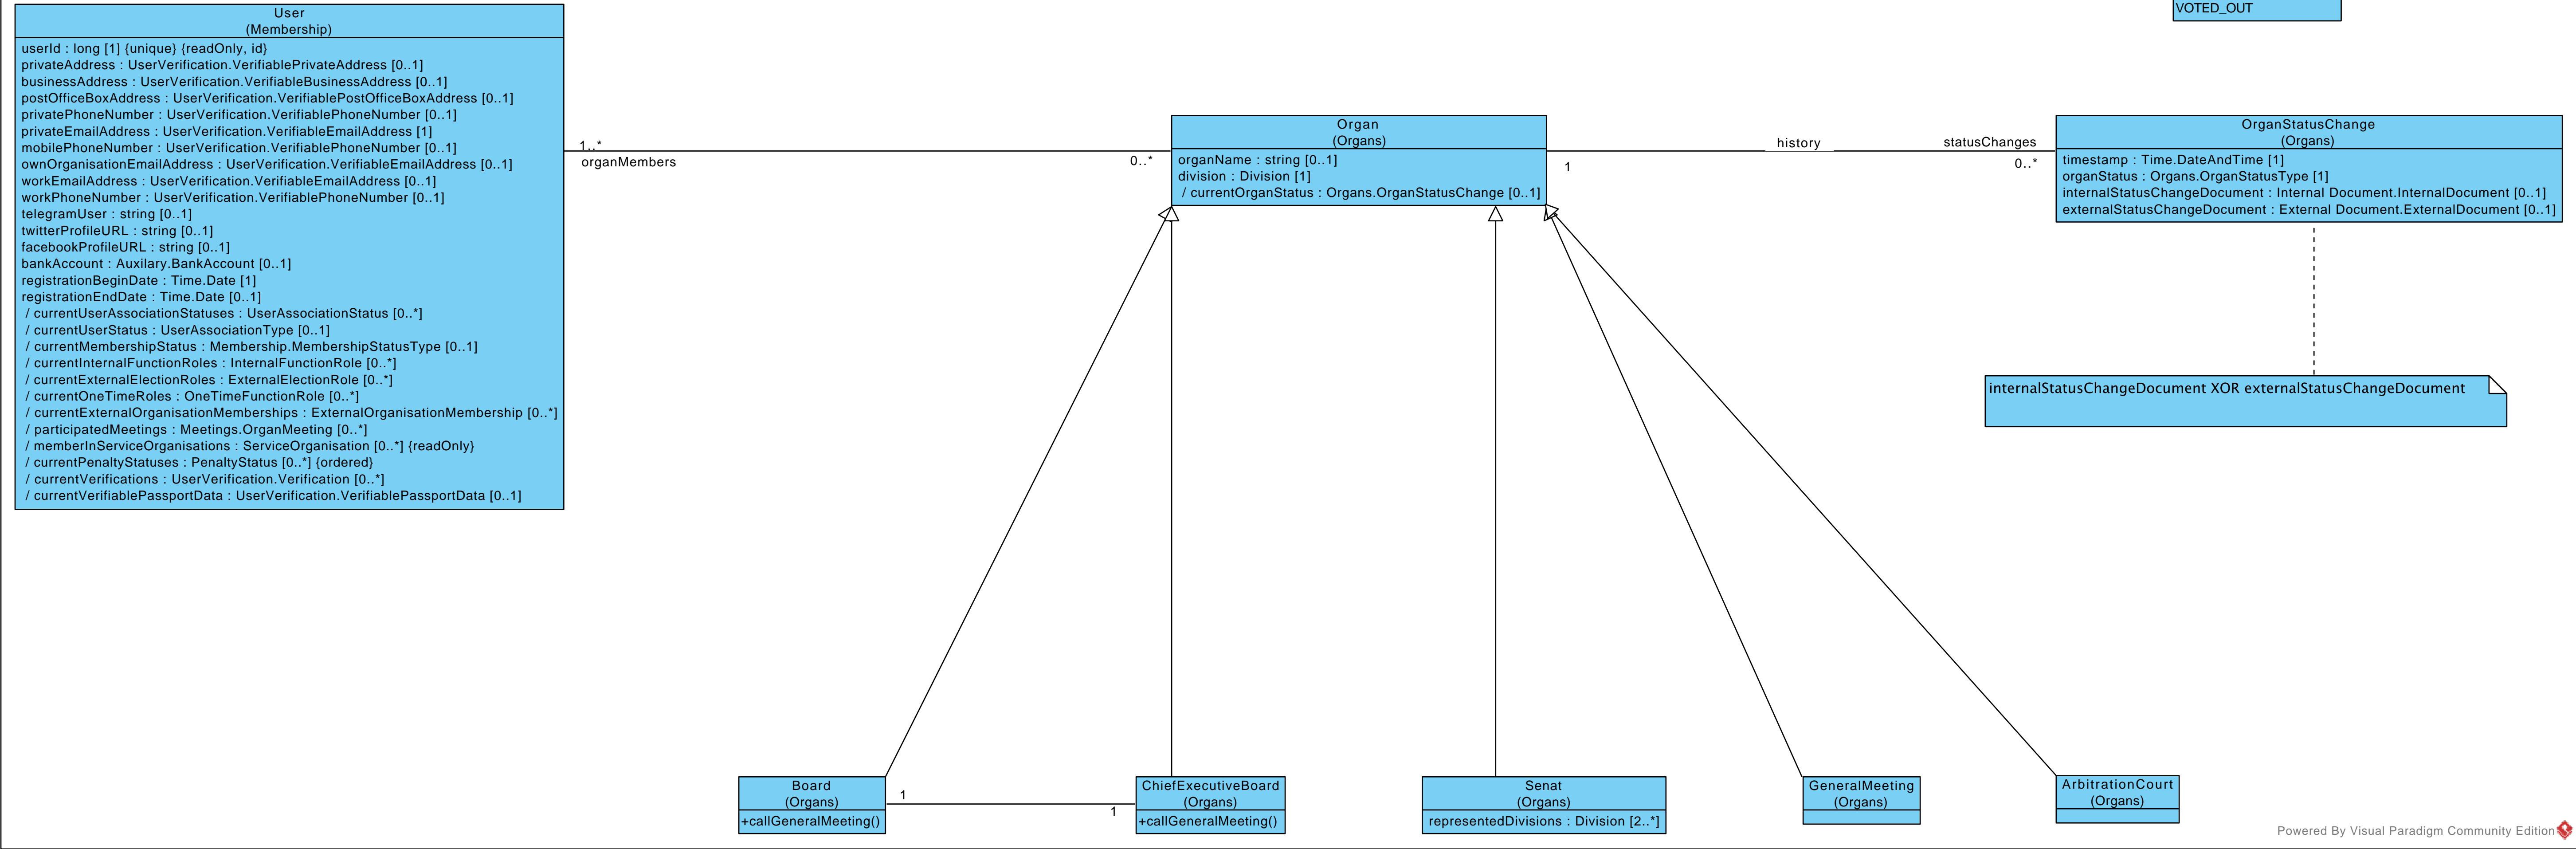 User
(Membership)
userId : long [1] {unique} {readOnly, id}
privateAddress : UserVerification.VerifiablePrivateAddress [0..1]
businessAddress : UserVerification.VerifiableBusinessAddress [0..1]
postOfficeBoxAddress : UserVerification.VerifiablePostOfficeBoxAddress [0..1]
privatePhoneNumber : UserVerification.VerifiablePhoneNumber [0..1]
privateEmailAddress : UserVerification.VerifiableEmailAddress [1]
mobilePhoneNumber : UserVerification.VerifiablePhoneNumber [0..1]
ownOrganisationEmailAddress : UserVerification.VerifiableEmailAddress [0..1]
workEmailAddress : UserVerification.VerifiableEmailAddress [0..1]
workPhoneNumber : UserVerification.VerifiablePhoneNumber [0..1]
telegramUser : string [0..1]
twitterProfileURL : string [0..1]
facebookProfileURL : string [0..1]
bankAccount : Auxilary.BankAccount [0..1]
registrationBeginDate : Time.Date [1]
registrationEndDate : Time.Date [0..1]
/ currentUserAssociationStatuses : UserAssociationStatus [0..*]
/ currentUserStatus : UserAssociationType [0..1]
/ currentMembershipStatus : Membership.MembershipStatusType [0..1]
/ currentInternalFunctionRoles : InternalFunctionRole [0..*]
/ currentExternalElectionRoles : ExternalElectionRole [0..*]
/ currentOneTimeRoles : OneTimeFunctionRole [0..*]
/ currentExternalOrganisationMemberships : ExternalOrganisationMembership [0..*]
/ participatedMeetings : Meetings.OrganMeeting [0..*]
/ memberInServiceOrganisations : ServiceOrganisation [0..*] {readOnly}
/ currentPenaltyStatuses : PenaltyStatus [0..*] {ordered}
/ currentVerifications : UserVerification.Verification [0..*]
/ currentVerifiablePassportData : UserVerification.VerifiablePassportData [0..1]
1..*
organMembers
0..*
Organ
(Organs)
organName : string [0..1]
division : Division [1]
/ currentOrganStatus : Organs.OrganStatusChange [0..1]
1
history
statusChanges
0..*
VOTED_OUT
OrganStatusChange
(Organs)
timestamp : Time.DateAndTime [1]
organStatus : Organs.OrganStatusType [1]
internalStatusChangeDocument : Internal Document.InternalDocument [0..1]
externalStatusChangeDocument : External Document.ExternalDocument [0..1]
internalStatusChangeDocument XOR externalStatusChangeDocument
Board
(Organs)
+callGeneralMeeting()
1
1
ChiefExecutiveBoard
(Organs)
+callGeneralMeeting()
Senat
(Organs)
representedDivisions : Division [2..*]
GeneralMeeting
(Organs)
ArbitrationCourt
(Organs)
Powered By Visual Paradigm Community Edition